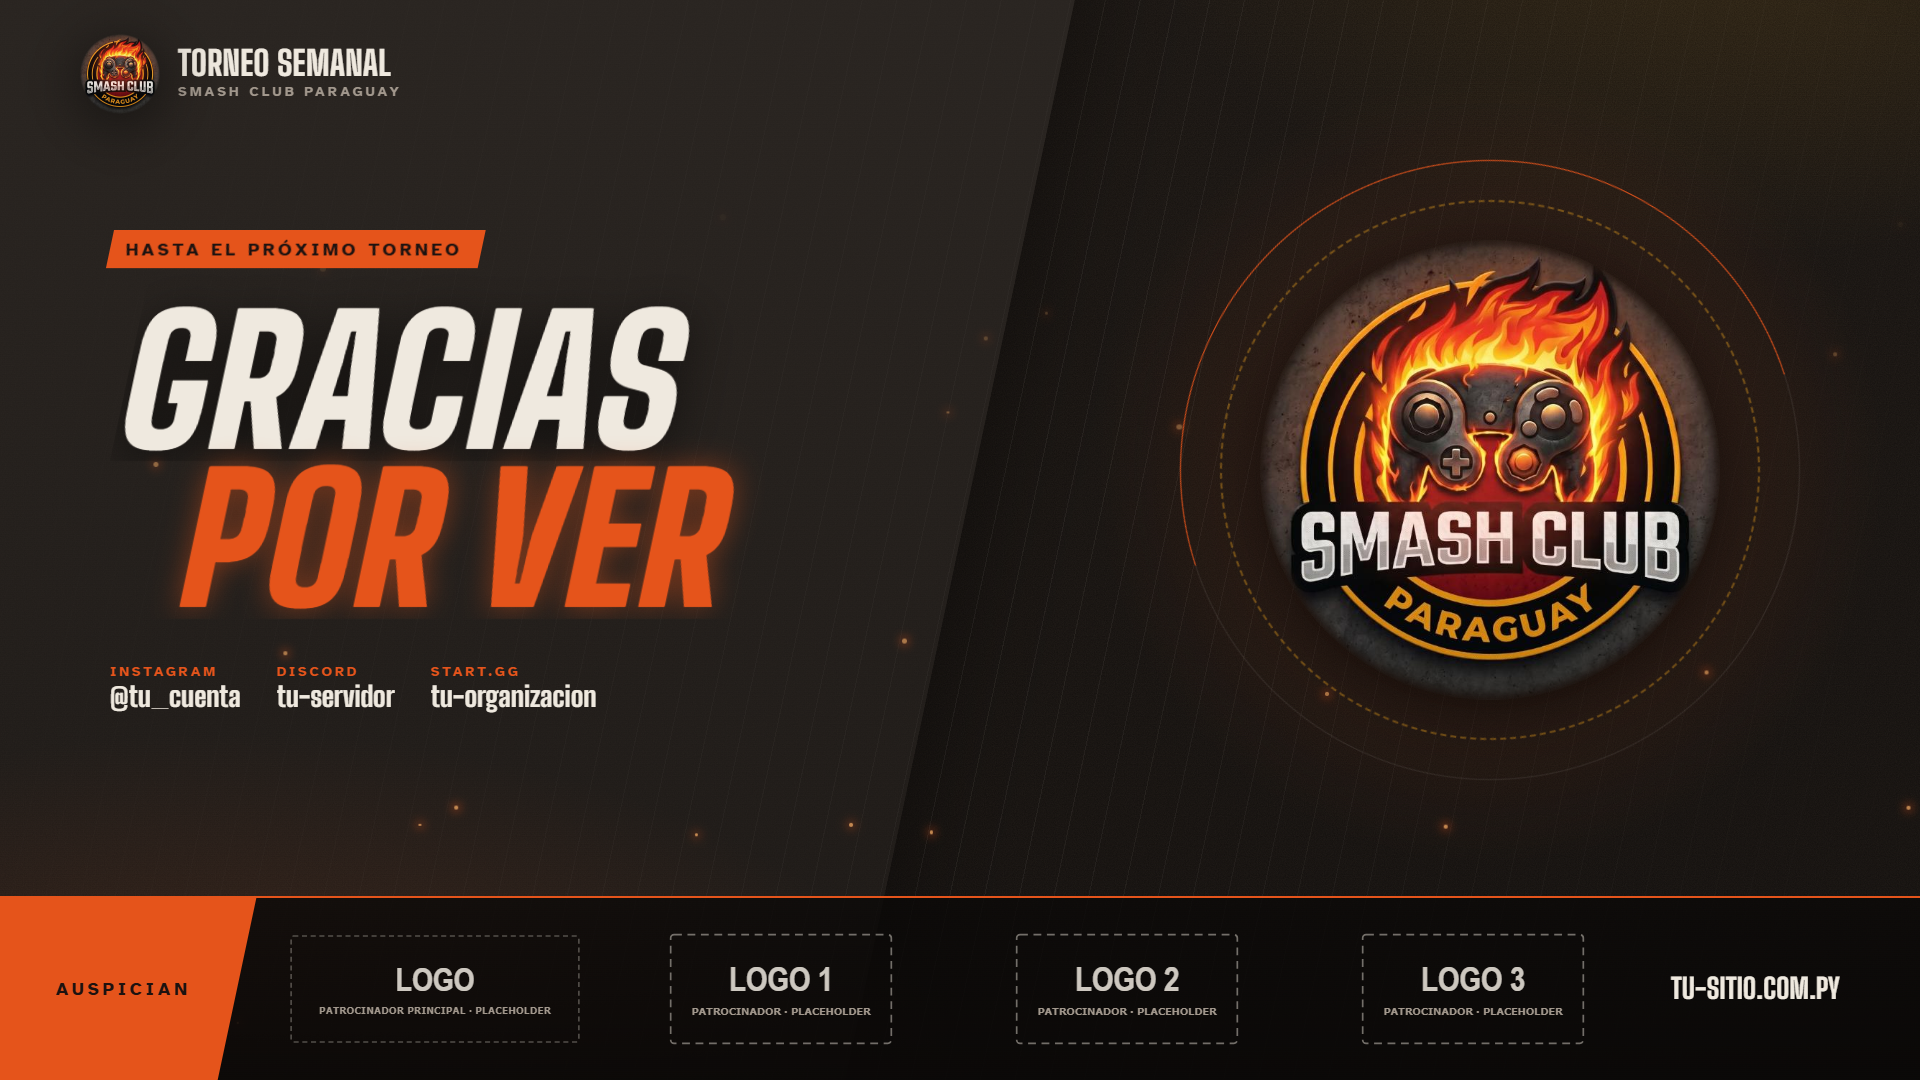 SMASH CLUB
PARAGUAY
TORNEO SEMANAL
SMASH CLUB PARAGUAY
HASTA EL PRÓXIMO TORNEO
GRACIAS
POR VER
INSTAGRAM
@tu_cuenta
DISCORD
tu-servidor
START.GG
tu-organizacion
SMASH CLUB
PARAGUAY
AUSPICIAN
LOGO
PATROCINADOR PRINCIPAL · PLACEHOLDER
LOGO 1
PATROCINADOR · PLACEHOLDER
LOGO 2
PATROCINADOR · PLACEHOLDER
LOGO 3
PATROCINADOR · PLACEHOLDER
TU-SITIO.COM.PY